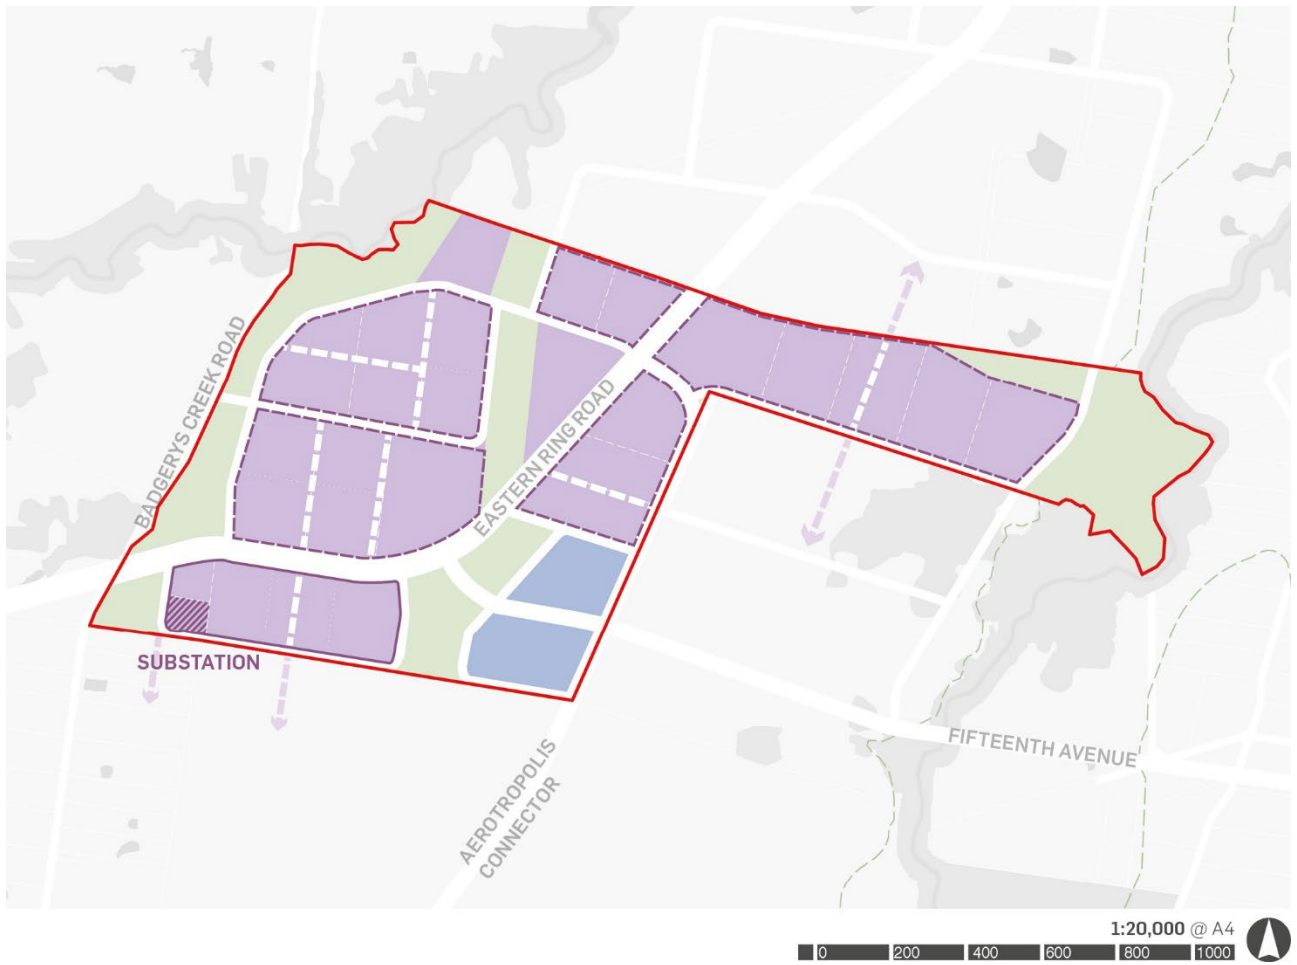 BADGERYS CREEK ROAD
EASTERN RING ROAD
SUBSTATION
FIFTEENTH AVENUE
AEROTROPOLIS
CONNECTOR
1:20,000 @ A4
0 200 400 600 800 1000